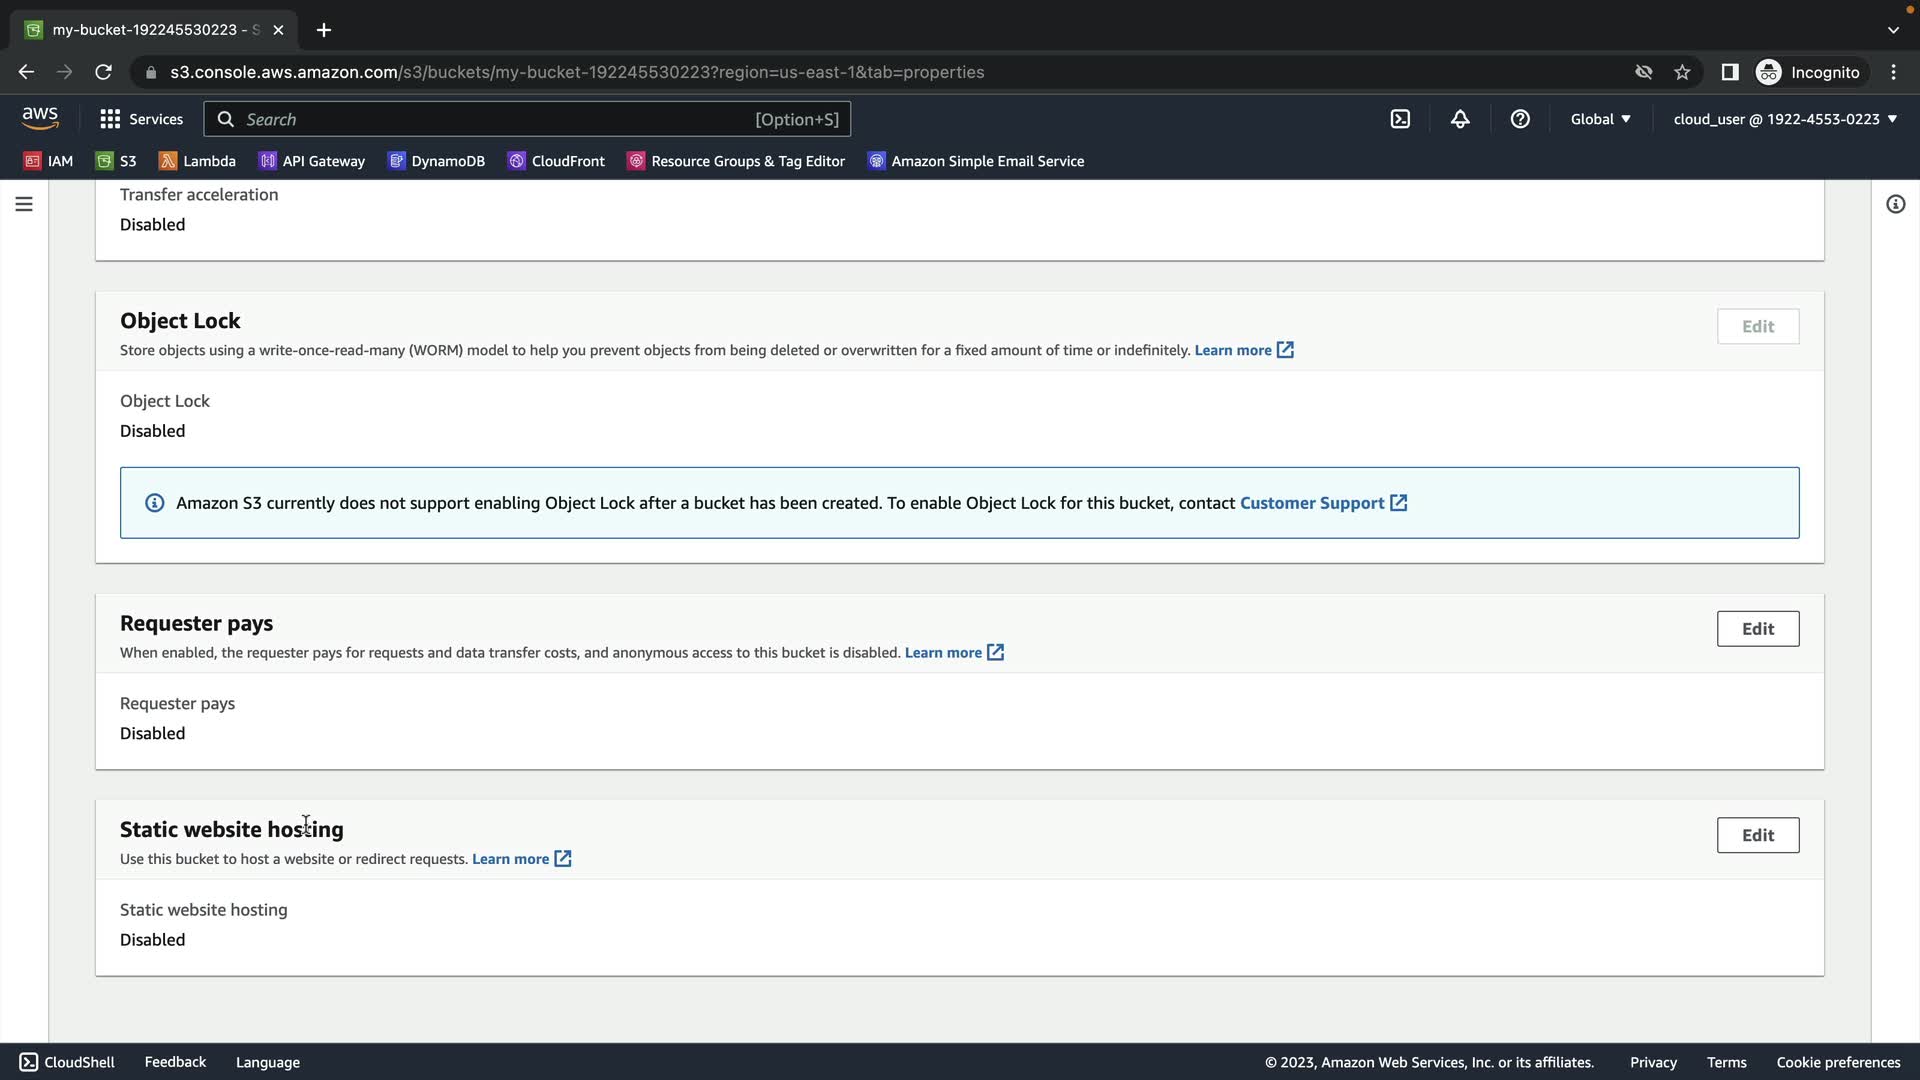 my-bucket-192245530223 - S
s3.console.aws.amazon.com/s3/buckets/my-bucket-192245530223?region=us-east-1&tab=properties
Incognito
aws
Services
Search
[Option+S]
Global
cloud_user @ 1922-4553-0223
IAM
S3
Lambda
API Gateway
DynamoDB
CloudFront
Resource Groups & Tag Editor
Amazon Simple Email Service
Transfer acceleration
Disabled
Object Lock
Edit
Store objects using a write-once-read-many (WORM) model to help you prevent objects from being deleted or overwritten for a fixed amount of time or indefinitely. Learn more
Object Lock
Disabled
Amazon S3 currently does not support enabling Object Lock after a bucket has been created. To enable Object Lock for this bucket, contact Customer Support
Requester pays
Edit
When enabled, the requester pays for requests and data transfer costs, and anonymous access to this bucket is disabled. Learn more
Requester pays
Disabled
Static website hosting
Edit
Use this bucket to host a website or redirect requests. Learn more
Static website hosting
Disabled
CloudShell
Feedback
Language
© 2023, Amazon Web Services, Inc. or its affiliates.
Privacy
Terms
Cookie preferences